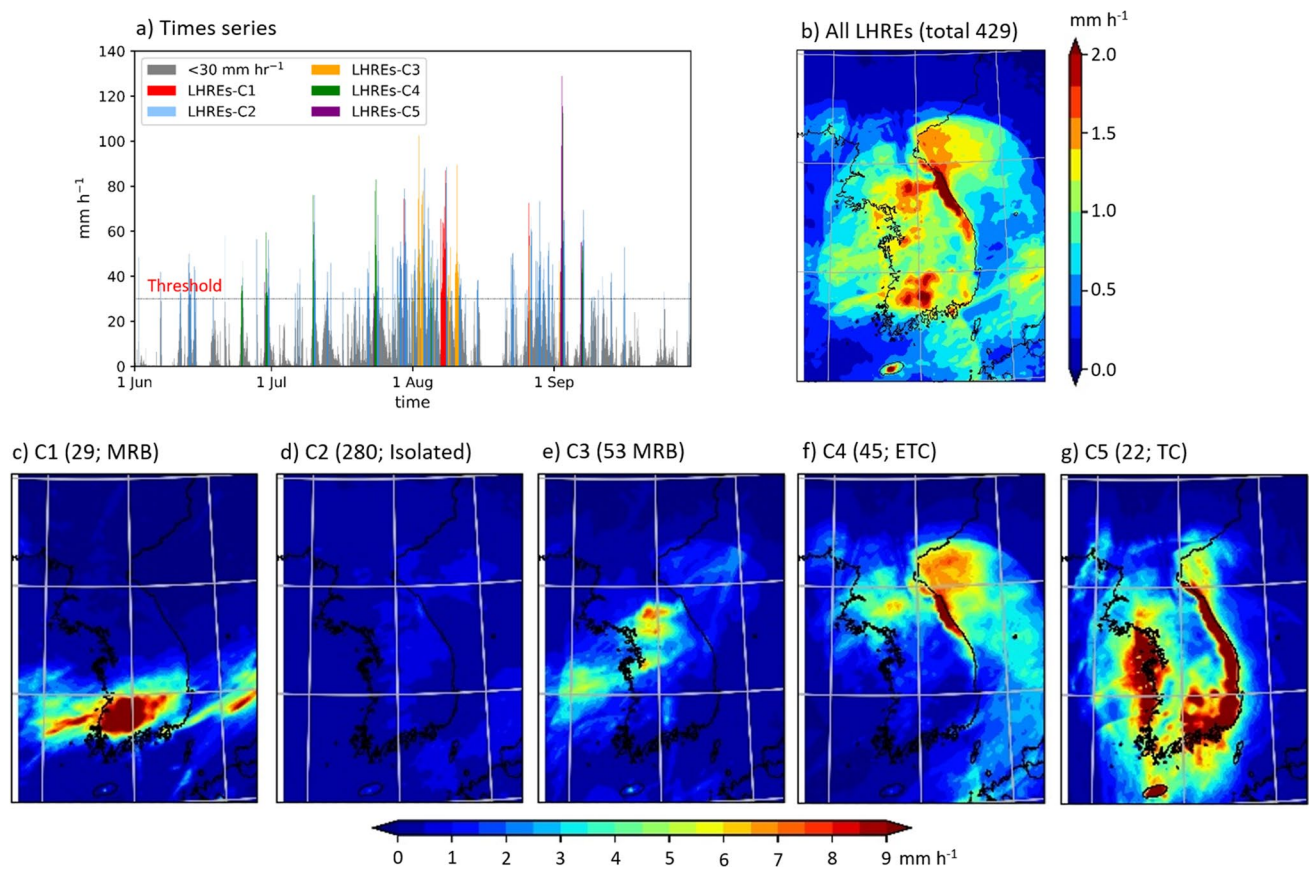 a) Times series
140
120
100
80
60
40
20
0
mm h⁻¹
<30 mm hr⁻¹
LHREs-C1
LHREs-C2
LHREs-C3
LHREs-C4
LHREs-C5
Threshold
1 Jun
1 Jul
1 Aug
1 Sep
time
b) All LHREs (total 429)
mm h⁻¹
2.0
1.5
1.0
0.5
0.0
c) C1 (29; MRB)
d) C2 (280; Isolated)
e) C3 (53 MRB)
f) C4 (45; ETC)
g) C5 (22; TC)
0 1 2 3 4 5 6 7 8 9 mm h⁻¹